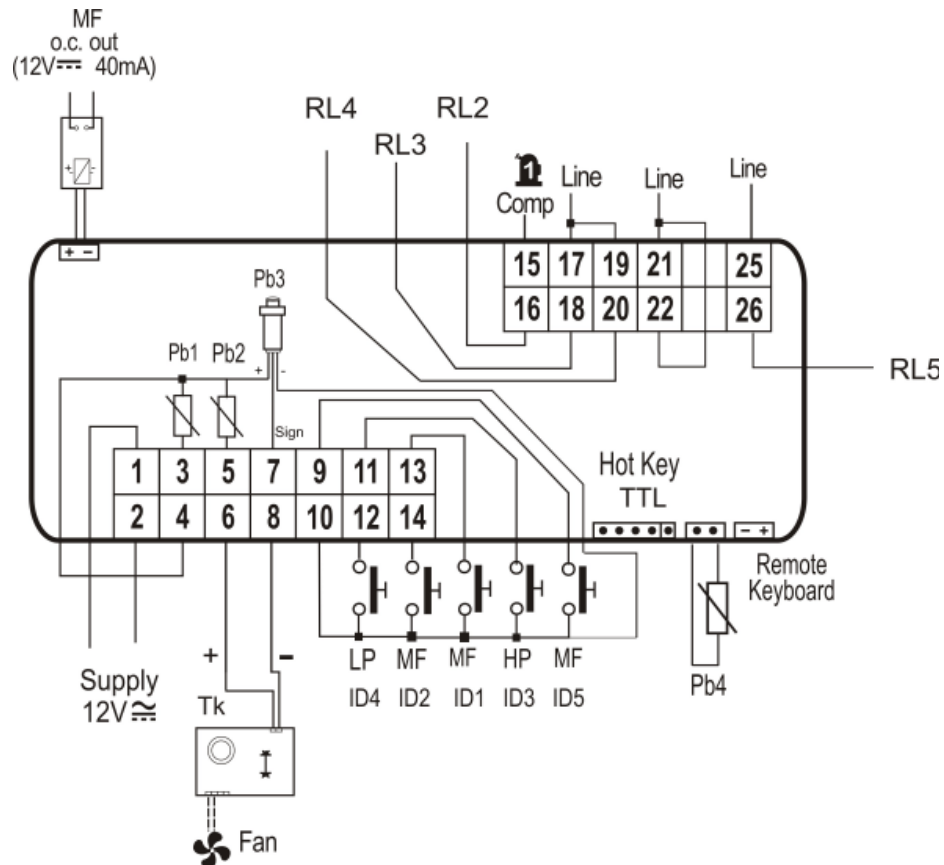 MF
o.c. out
(12V 40mA)
RL4
RL3
RL2
1
Comp
Line
Line
Line
+ -
15 17 19 21 25
16 18 20 22 26
RL5
Pb3
Pb1 Pb2
+ -
Sign
1 3 5 7 9 11 13
2 4 6 8 10 12 14
Hot Key
TTL
- +
Remote
Keyboard
Pb4
LP MF MF HP MF
ID4 ID2 ID1 ID3 ID5
Supply
12V
+ -
Tk
Fan